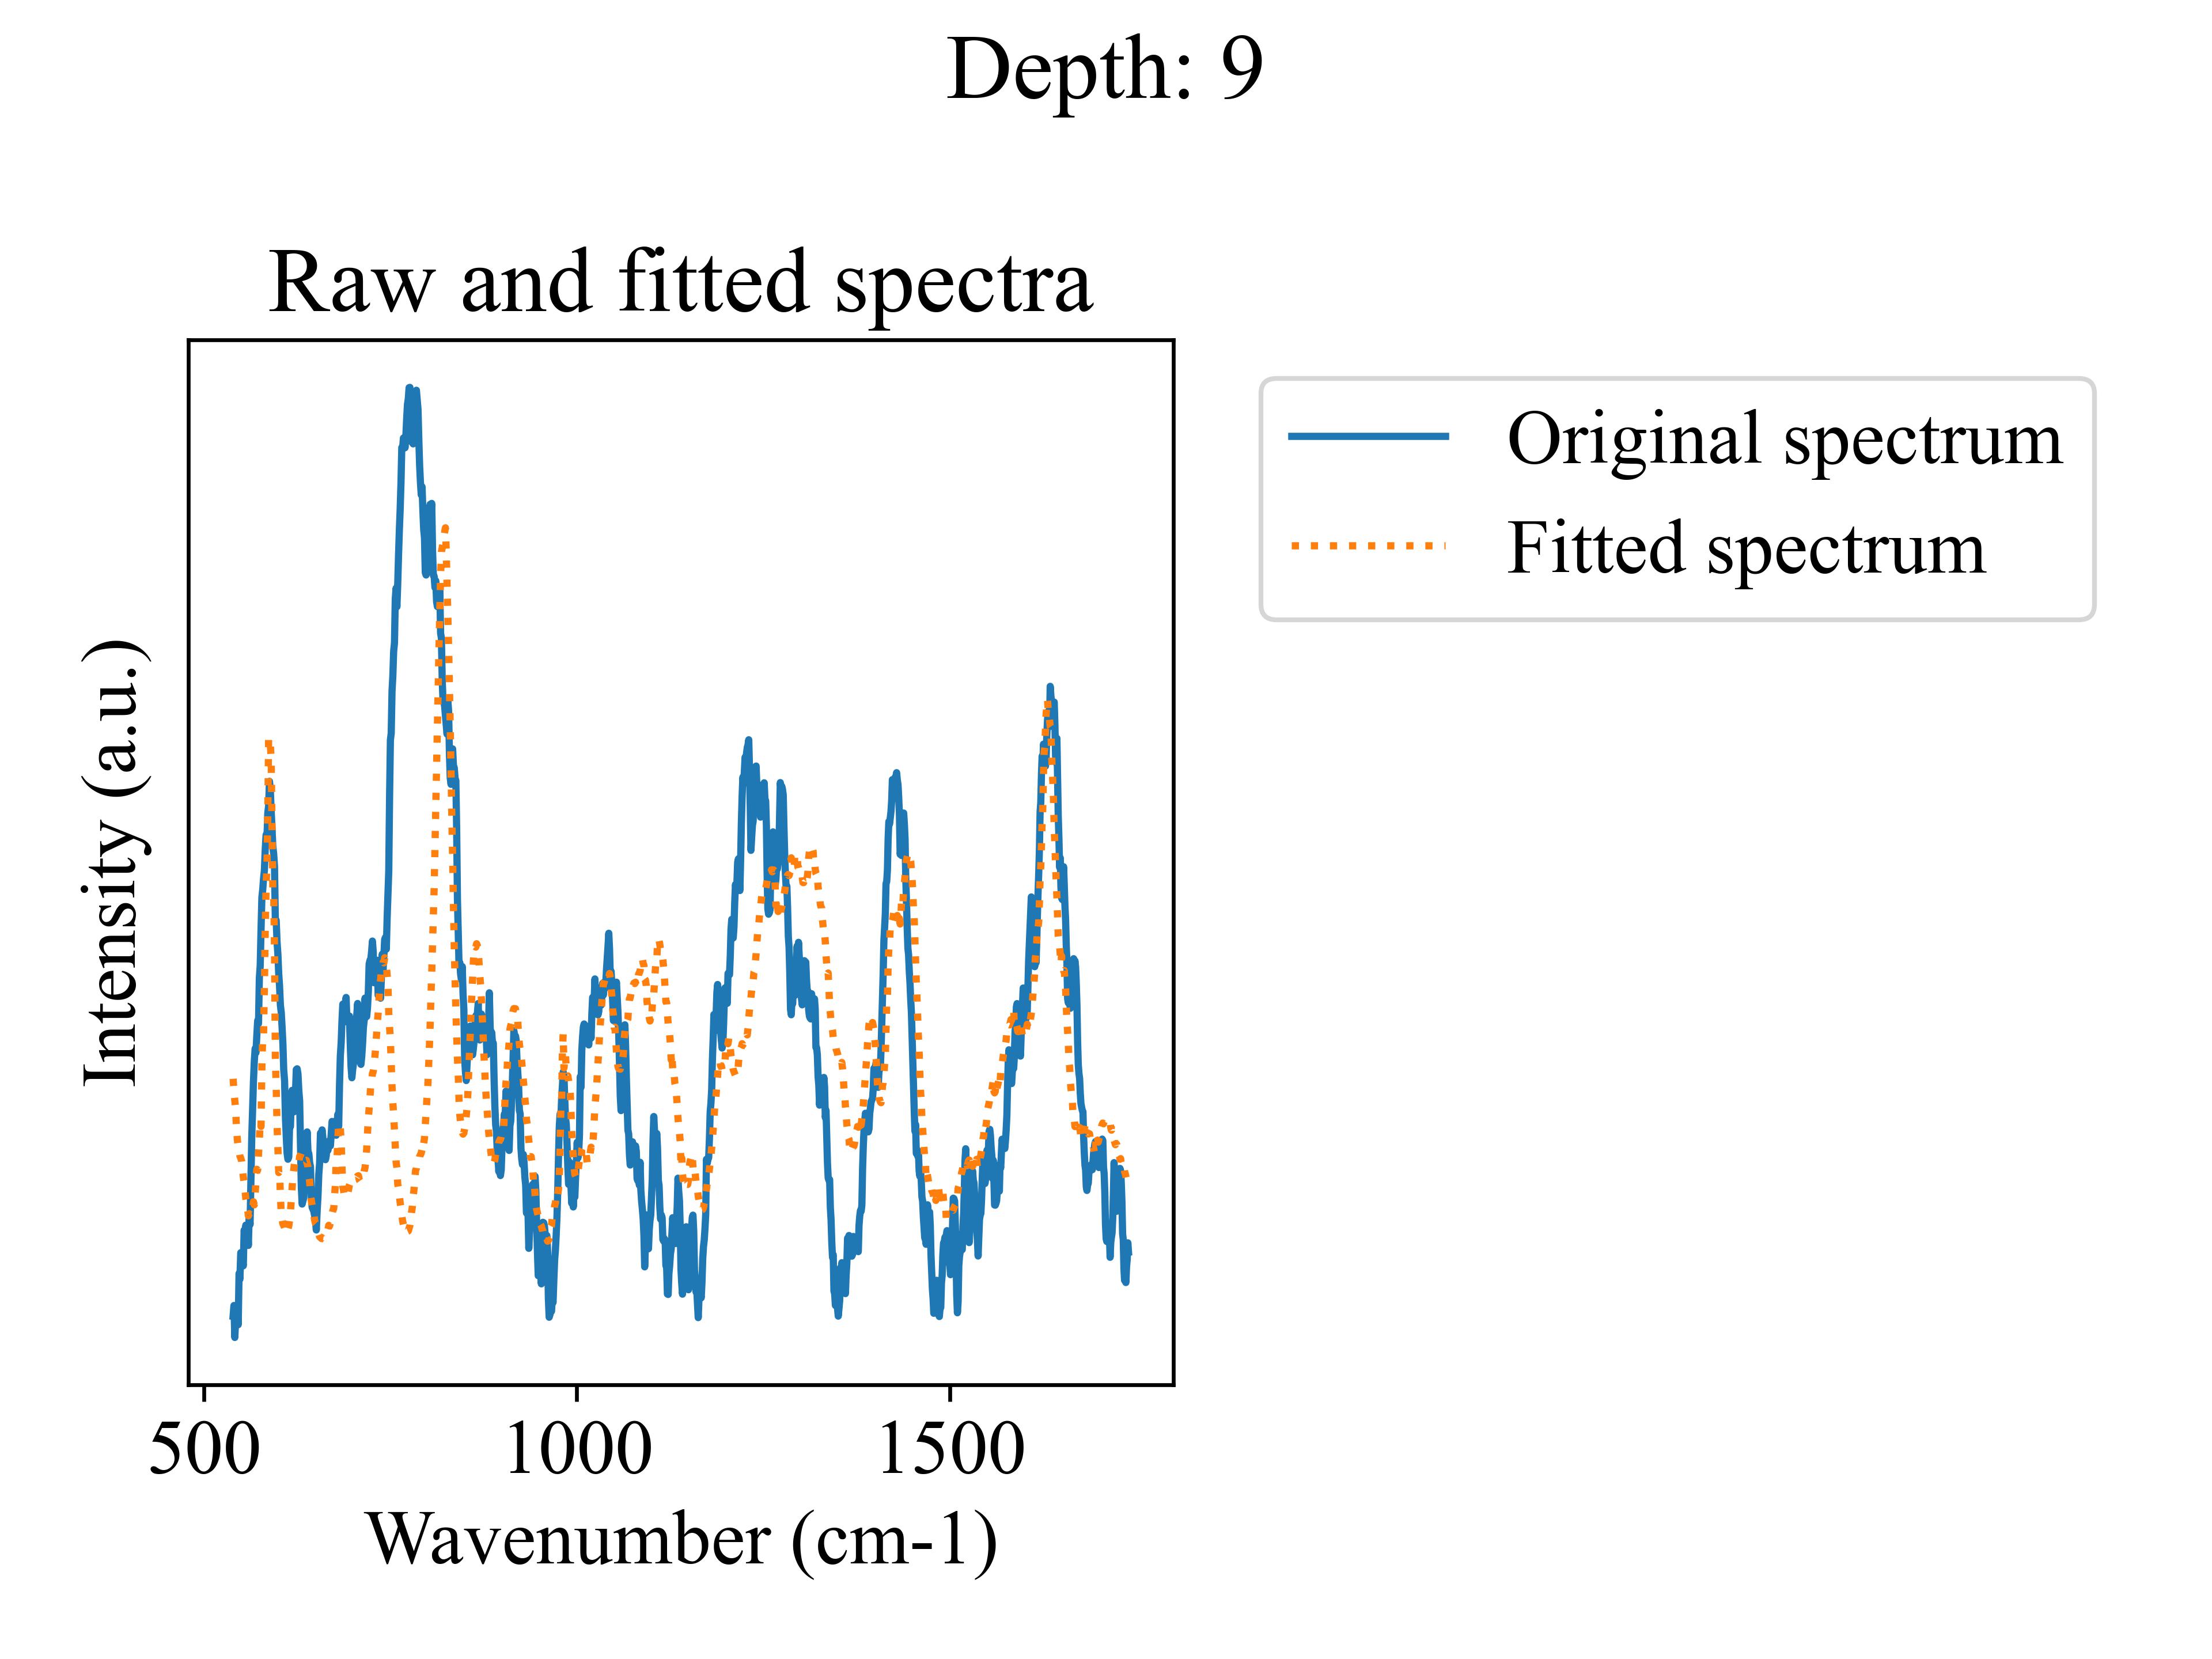 Depth: 9
Raw and fitted spectra
Original spectrum
Fitted spectrum
Intensity (a.u.)
500 1000 1500
Wavenumber (cm-1)